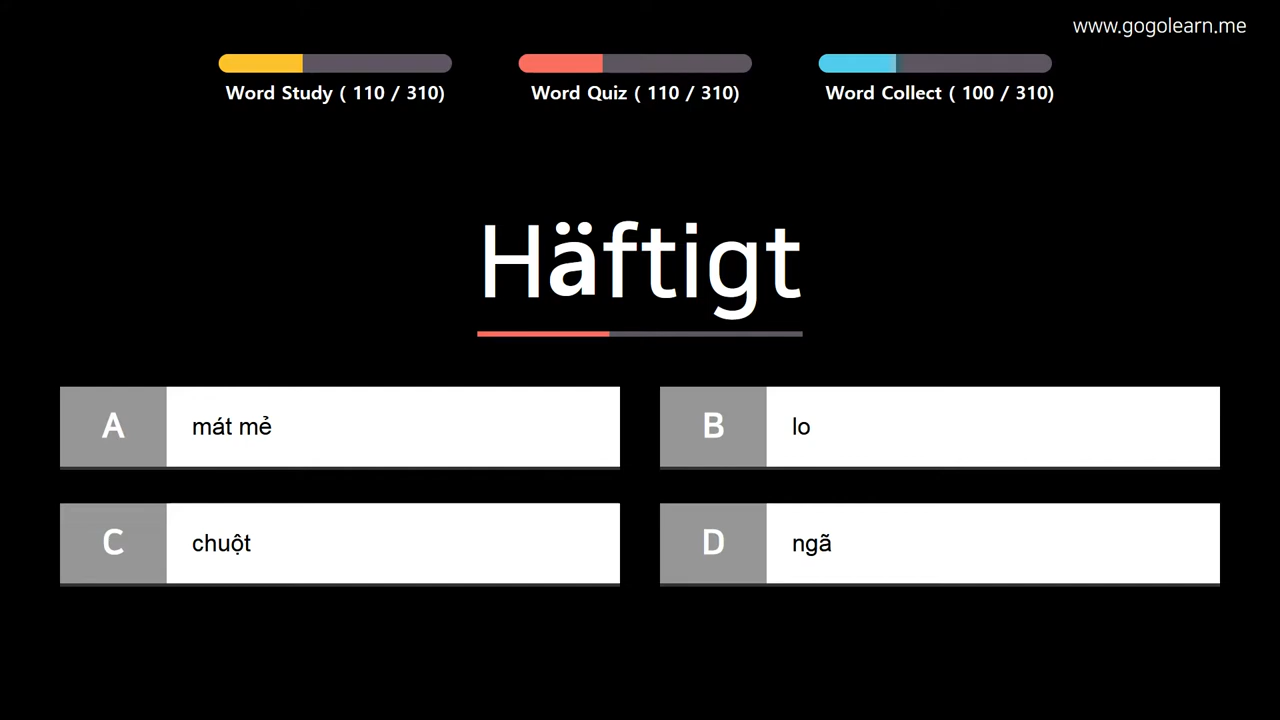 www.gogolearn.me
Word Study ( 110 / 310)
Word Quiz ( 110 / 310)
Word Collect ( 100 / 310)
Häftigt
A mát mẻ
B lo
C chuột
D ngã